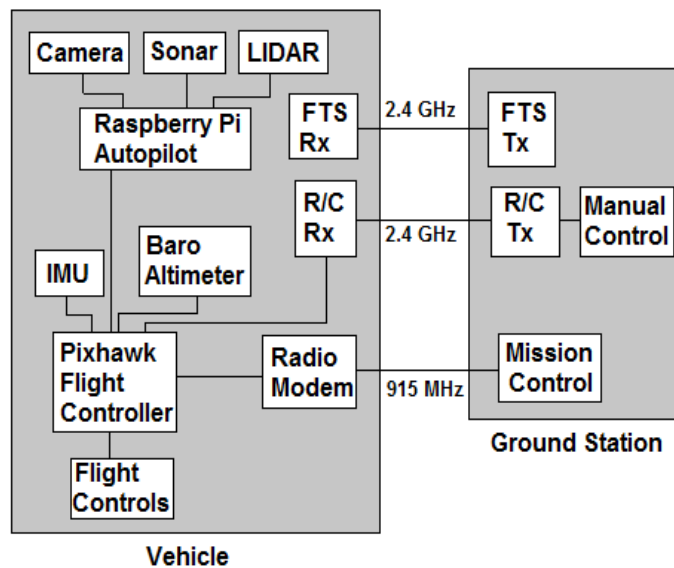 Camera
Sonar
LIDAR
Raspberry Pi
Autopilot
FTS
Rx
2.4 GHz
FTS
Tx
R/C
Rx
2.4 GHz
R/C
Tx
Manual
Control
IMU
Baro
Altimeter
Pixhawk
Flight
Controller
Radio
Modem
915 MHz
Mission
Control
Flight
Controls
Ground Station
Vehicle